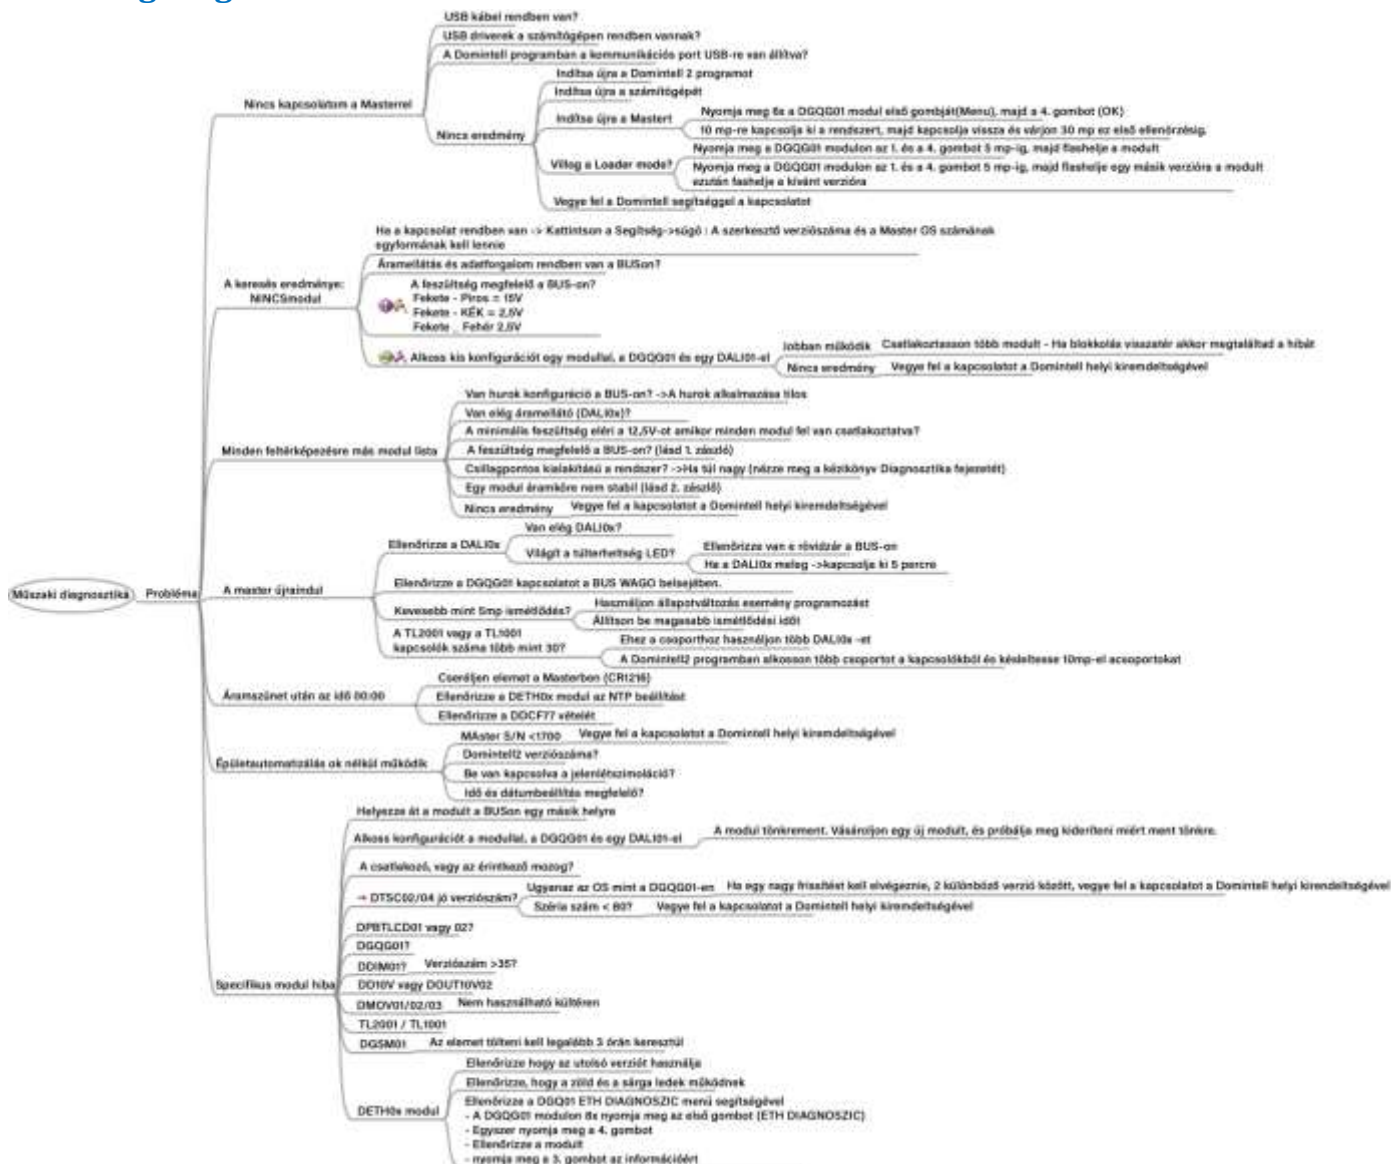 USB kábel rendben van?
USB driverek a számítógépen rendben vannak?
A Domintell programban a kommunikációs port USB-re van állítva?
Nincs kapcsolatom a Masterrel
Nincs eredmény
Indítsa újra a Domintell 2 programot
Indítsa újra a számítógépét
Indítsa újra a Mastert
Nyomja meg 6x a DGQG01 modul első gombját(Menu), majd a 4. gombot (OK)
10 mp-re kapcsolja ki a rendszert, majd kapcsolja vissza és várjon 30 mp ez első ellenőrzésig.
Villog a Loader mode?
Nyomja meg a DGQG01 modulon az 1. és a 4. gombot 5 mp-ig, majd flashelje a modult
Nyomja meg a DGQG01 modulon az 1. és a 4. gombot 5 mp-ig, majd flashelje egy másik verzióra a modult
ezután fashelje a kívánt verzióra
Vegye fel a Domintell segítséggel a kapcsolatot
A keresés eredménye:
NINCSmodul
Ha a kapcsolat rendben van -> Kattintson a Segítség->súgó : A szerkesztő verziószáma és a Master OS számának
egyformának kell lennie
Áramellátás és adatforgalom rendben van a BUSon?
A feszültség megfelelő a BUS-on?
Fekete - Piros = 15V
Fekete - KÉK = 2,5V
Fekete _ Fehér 2,5V
Alkoss kis konfigurációt egy modullal, a DGQG01 és egy DALI01-el
Jobban működik
Csatlakoztasson több modult - Ha blokkolás visszatér akkor megtaláltad a hibát
Nincs eredmény
Vegye fel a kapcsolatot a Domintell helyi kiremdeltségével
Minden feltérképezésre más modul lista
Van hurok konfiguráció a BUS-on? ->A hurok alkalmazása tilos
Van elég áramellátó (DALI0x)?
A minimális feszültség eléri a 12,5V-ot amikor minden modul fel van csatlakoztatva?
A feszültség megfelelő a BUS-on? (lásd 1. zászló)
Csillagpontos kialakítású a rendszer? ->Ha túl nagy (nézze meg a kézikönyv Diagnosztika fejezetét)
Egy modul áramköre nem stabil (lásd 2. zászló)
Nincs eredmény
Vegye fel a kapcsolatot a Domintell helyi kiremdeltségével
Műszaki diagnosztika
Probléma
A master újraindul
Ellenőrizze a DALI0x
Van elég DALI0x?
Világít a túlterheltség LED?
Ellenőrizze van e rövidzár a BUS-on
Ha a DALI0x meleg ->kapcsolja ki 5 percre
Ellenőrizze a DGQG01 kapcsolatot a BUS WAGO belsejében.
Kevesebb mint 5mp ismétlődés?
Használjon állapotváltozás esemény programozást
Állítson be magasabb ismétlődési időt
A TL2001 vagy a TL1001
kapcsolók száma több mint 30?
Ehez a csoporthoz használjon több DALI0x -et
A Domintell2 programban alkosson több csoportot a kapcsolókból és késleltesse 10mp-el acsoportokat
Áramszünet után az idő 00:00
Cseréljen elemet a Masterben (CR1216)
Ellenőrizze a DETH0x modul az NTP beállítást
Ellenőrizze a DDCF77 vételét
Épületautomatizálás ok nélkül működik
MAster S/N <1700
Vegye fel a kapcsolatot a Domintell helyi kiremdeltségével
Domintell2 verziószáma?
Be van kapcsolva a jelenlétszimoláció?
Idő és dátumbeállítás megfelelő?
Specifikus modul hiba
Helyezze át a modult a BUSon egy másik helyre
Alkoss konfigurációt a modullal, a DGQG01 és egy DALI01-el
A modul tönkrement. Vásároljon egy új modult, és próbálja meg kideríteni miért ment tönkre.
A csatlakozó, vagy az érintkező mozog?
DTSC02/04 jó verziószám?
Ugyanaz az OS mint a DGQG01-en
Ha egy nagy frissítést kell elvégeznie, 2 különböző verzió között, vegye fel a kapcsolatot a Domintell helyi kirendeltségével
Széria szám < 80?
Vegye fel a kapcsolatot a Domintell helyi kiremdeltségével
DPBTLCD01 vagy 02?
DGQG01?
DDIM01?
Verziószám >35?
DD10V vagy DOUT10V02
DMOV01/02/03
Nem használható kültéren
TL2001 / TL1001
DGSM01
Az elemet tölteni kell legalább 3 órán keresztül
DETH0x modul
Ellenőrizze hogy az utolsó verziót használja
Ellenőrizze, hogy a zöld és a sárga ledek működnek
Ellenőrizze a DGQ01 ETH DIAGNOSZIC menü segítségével
- A DGQG01 modulon 8x nyomja meg az első gombot (ETH DIAGNOSZIC)
- Egyszer nyomja meg a 4. gombot
- Ellenőrizze a modult
- nyomja meg a 3. gombot az információért